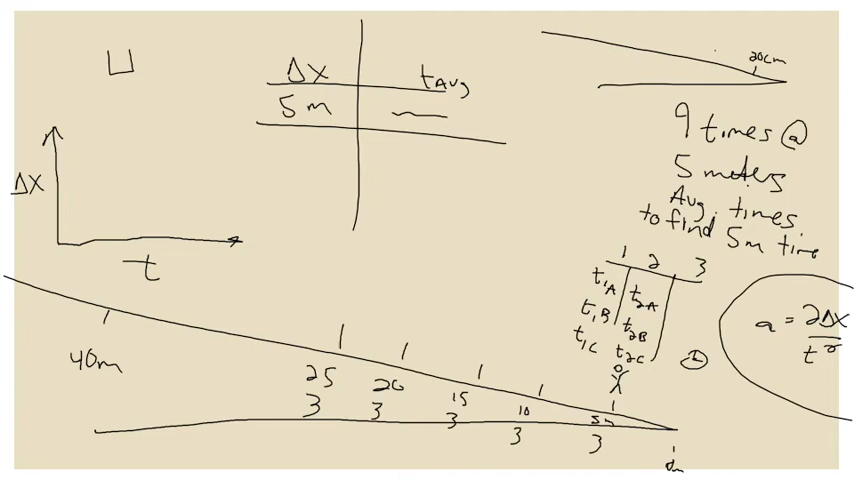 Δx tAvg
5m
20cm
9 times @
5 meters
Avg. times
to find 5m time
Δx
t
1 2 3
t1A t2A
t1B t2B
t1C t2C
a = 2Δx
t²
40m
25 20 15 10 5m
3 3 3 3 3